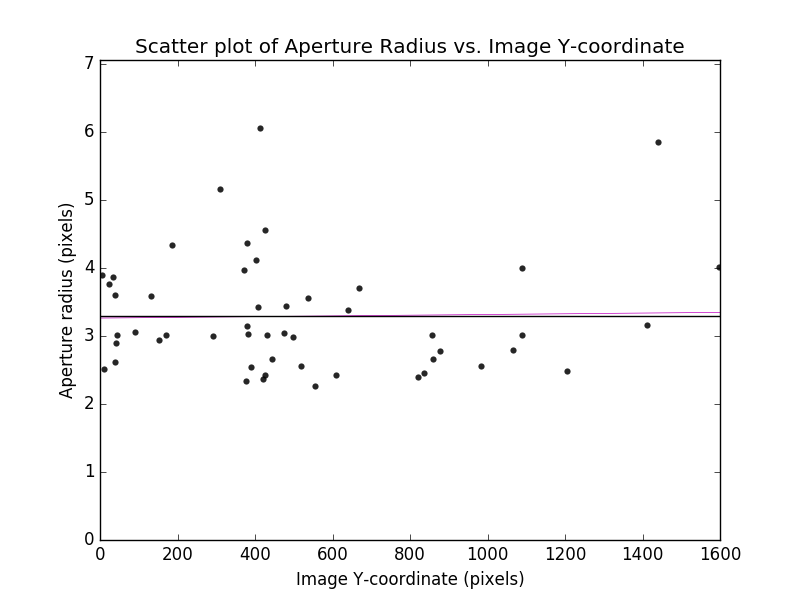 Scatter plot of Aperture Radius vs. Image Y-coordinate
7
6
5
4
3
2
1
0
Aperture radius (pixels)
0 200 400 600 800 1000 1200 1400 1600
Image Y-coordinate (pixels)